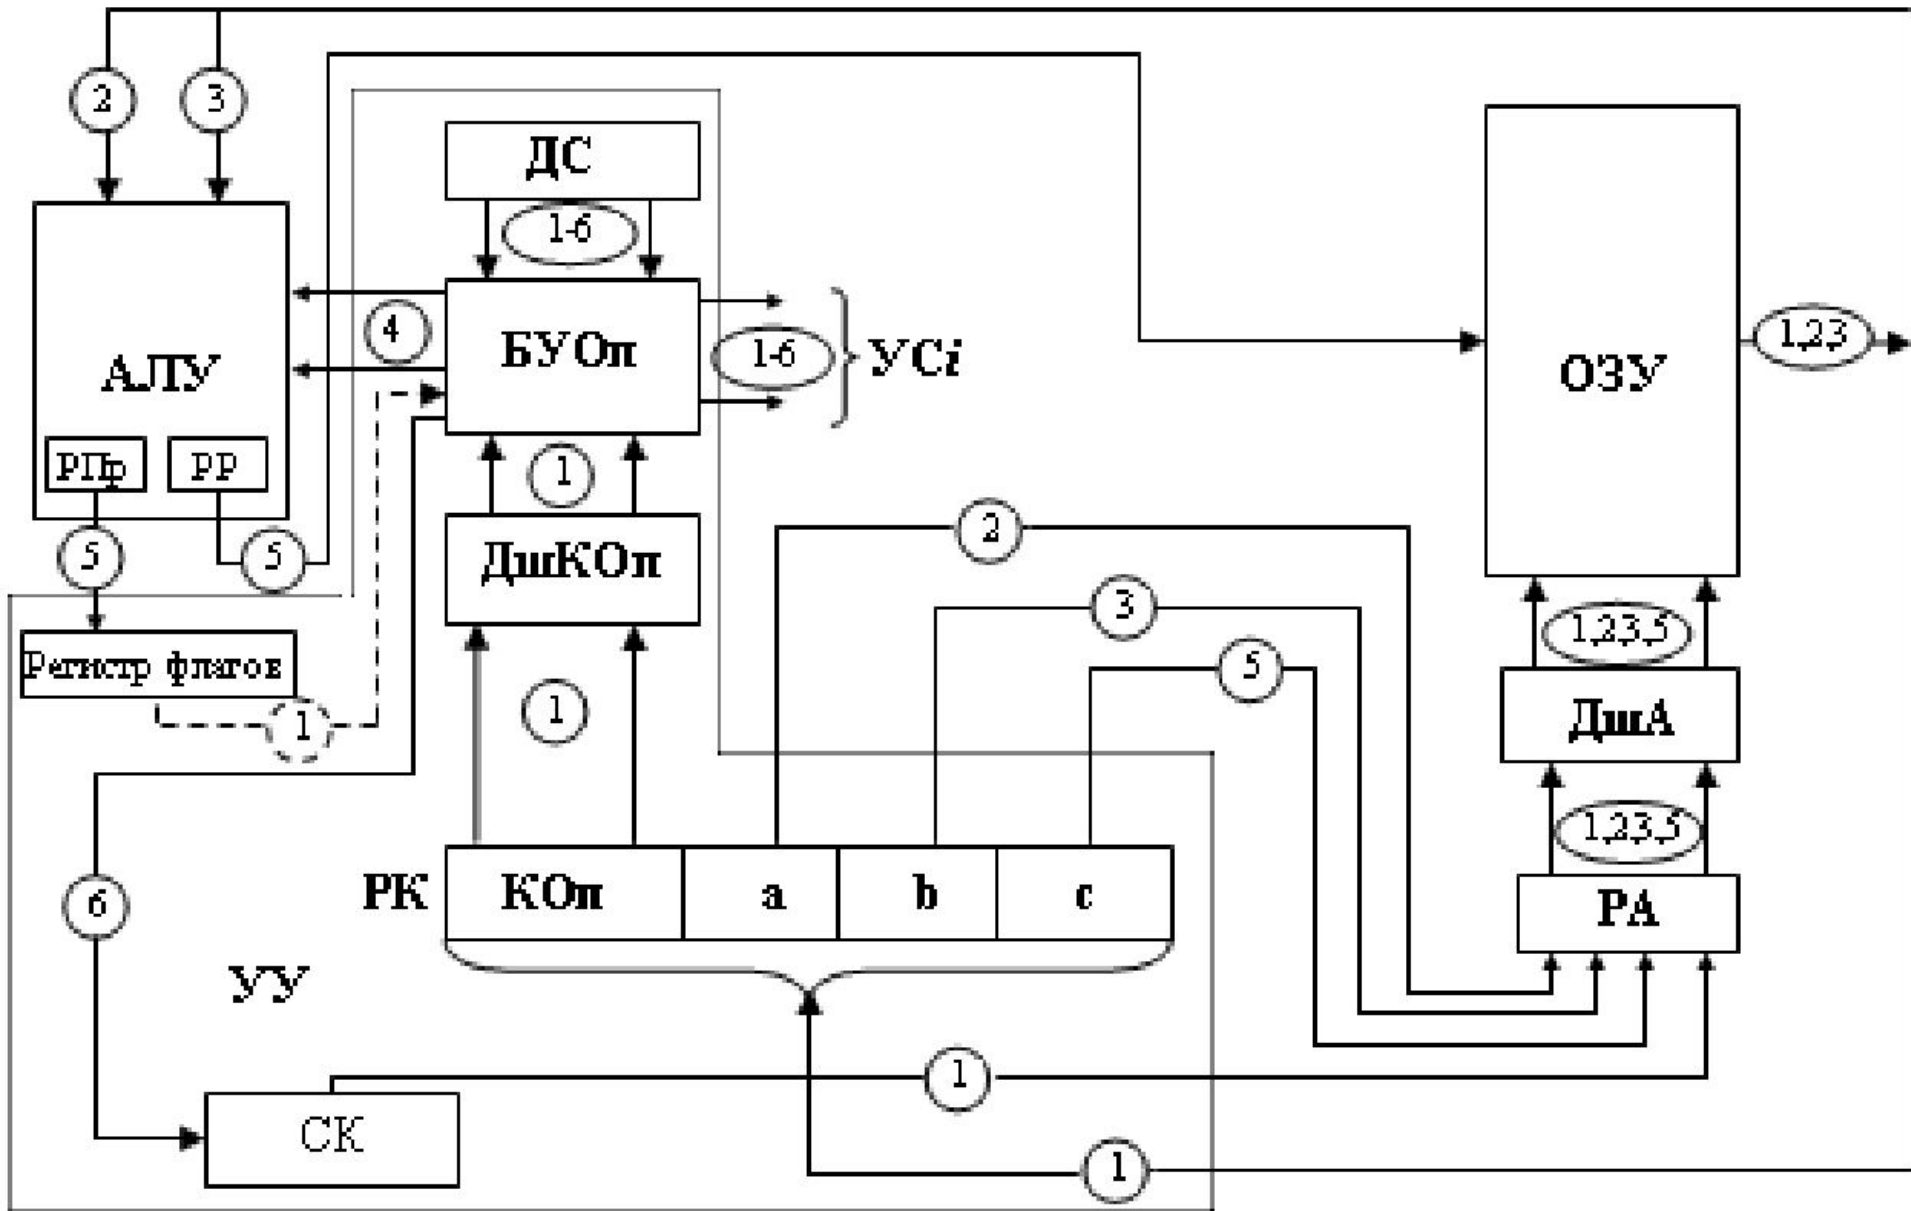 2
3
ДС
1-6
4
БУОп
1-6
УСi
АЛУ
РПр
РР
ОЗУ
1,2,3
1
5
5
ДшКОп
2
3
1,2,3,5
Регистр флагов
5
1
1
ДшА
1,2,3,5
РК
КОп
a
b
c
РА
6
УУ
1
СК
1